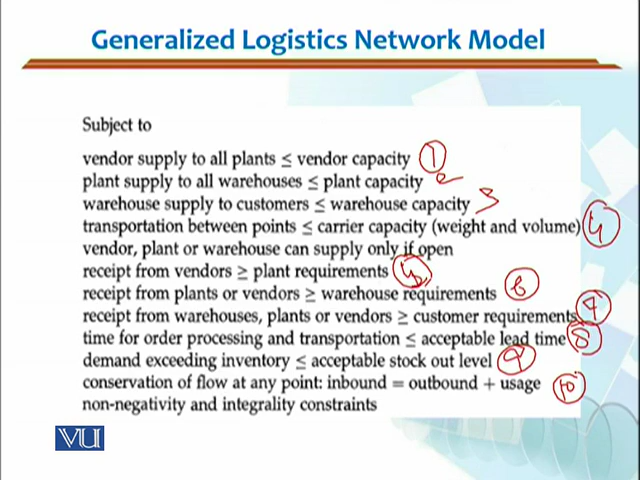 Generalized Logistics Network Model
Subject to
vendor supply to all plants ≤ vendor capacity 1
plant supply to all warehouses ≤ plant capacity 2
warehouse supply to customers ≤ warehouse capacity 3
transportation between points ≤ carrier capacity (weight and volume) 4
vendor, plant or warehouse can supply only if open
receipt from vendors ≥ plant requirements 5
receipt from plants or vendors ≥ warehouse requirements 6
receipt from warehouses, plants or vendors ≥ customer requirements 7
time for order processing and transportation ≤ acceptable lead time 8
demand exceeding inventory ≤ acceptable stock out level 9
conservation of flow at any point: inbound = outbound + usage 10
non-negativity and integrality constraints
VU